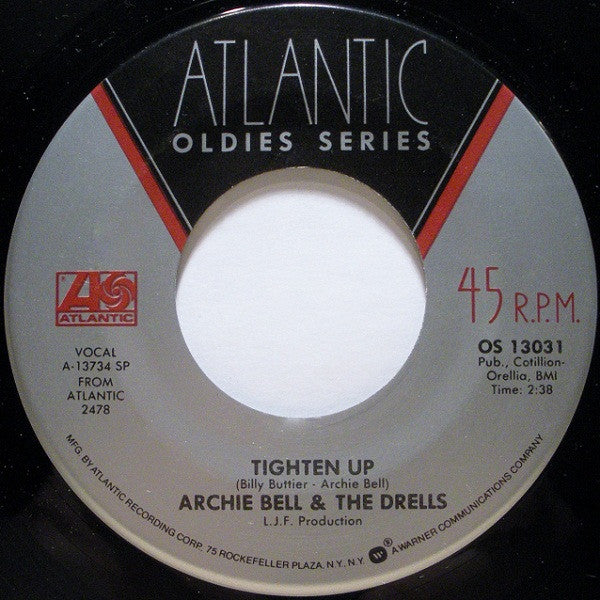 ATLANTIC
OLDIES SERIES
ATLANTIC
45 R.P.M.
VOCAL
A-13734 SP
FROM
ATLANTIC
2478
OS 13031
Pub., Cotillion-
Orellia, BMI
Time: 2:38
TIGHTEN UP
(Billy Buttier - Archie Bell)
ARCHIE BELL & THE DRELLS
L.J.F. Production
MFG. BY ATLANTIC RECORDING CORP. 75 ROCKEFELLER PLAZA, N.Y. N.Y. ® A WARNER COMMUNICATIONS COMPANY